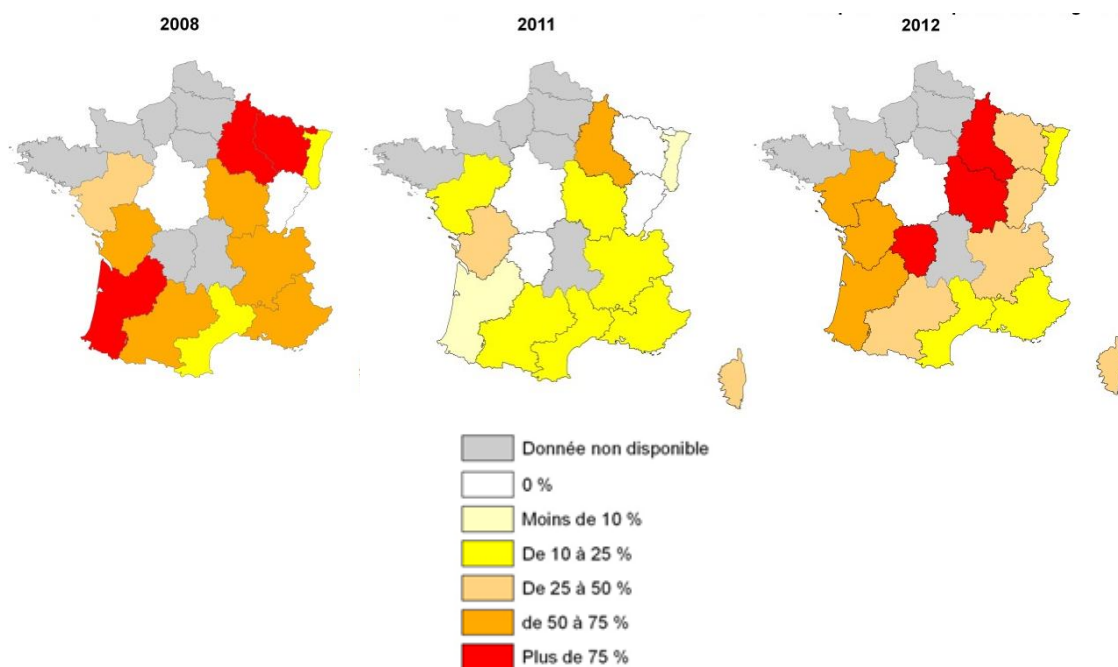 2008
2011
2012
Donnée non disponible
0 %
Moins de 10 %
De 10 à 25 %
De 25 à 50 %
de 50 à 75 %
Plus de 75 %